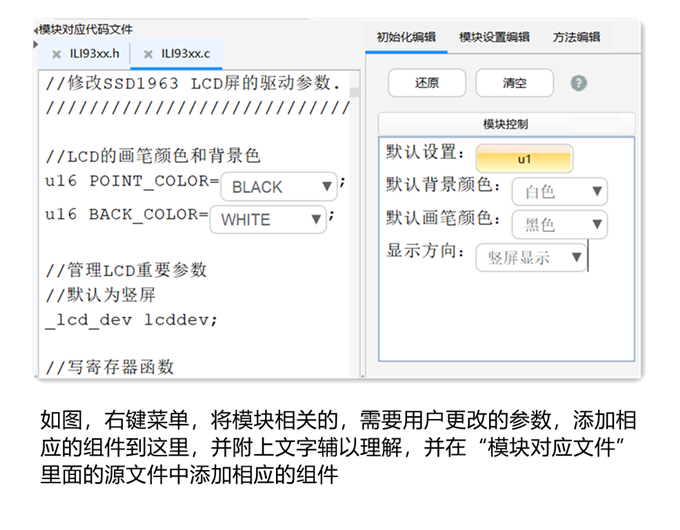 模块对应代码文件
ILI93xx.h
ILI93xx.c
//修改SSD1963 LCD屏的驱动参数.
////////////////////////////
//LCD的画笔颜色和背景色
u16 POINT_COLOR= BLACK ;
u16 BACK_COLOR= WHITE ;
//管理LCD重要参数
//默认为竖屏
_lcd_dev lcddev;
//写寄存器函数
初始化编辑 模块设置编辑 方法编辑
还原 清空 ?
模块控制
默认设置: u1
默认背景颜色: 白色
默认画笔颜色: 黑色
显示方向: 竖屏显示
如图，右键菜单，将模块相关的，需要用户更改的参数，添加相
应的组件到这里，并附上文字辅以理解，并在“模块对应文件”
里面的源文件中添加相应的组件